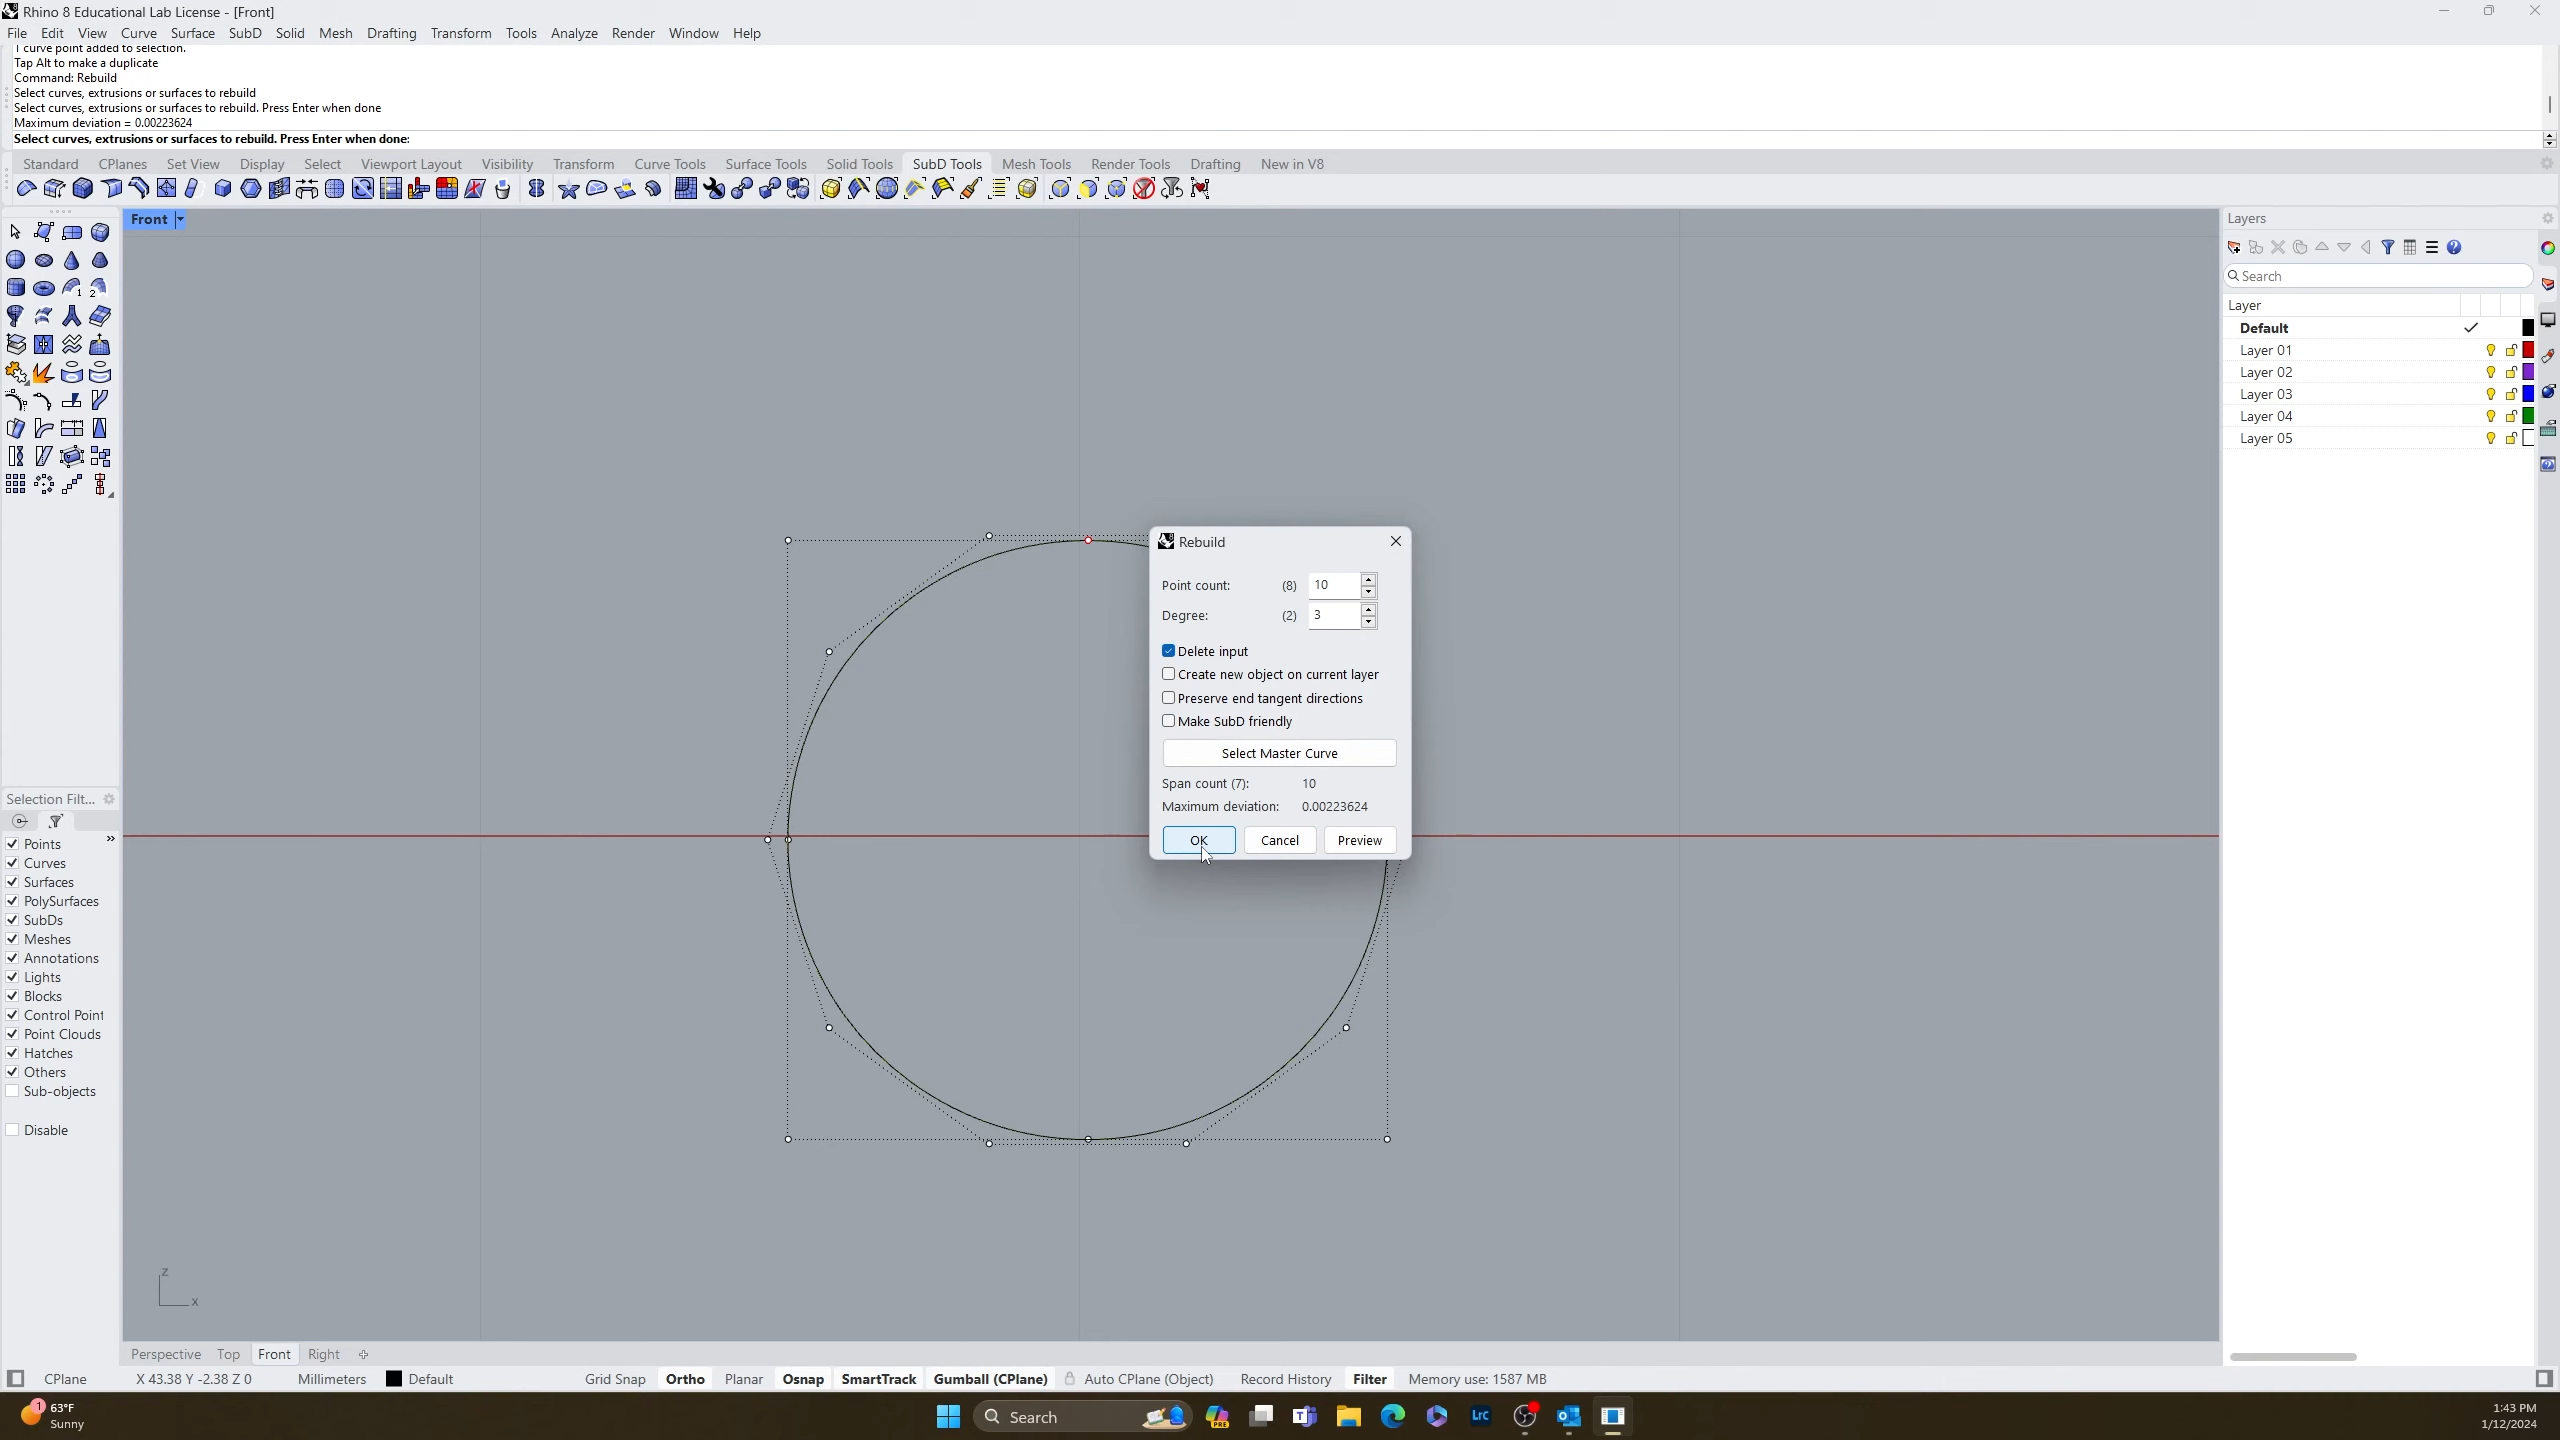 Rhino 8 Educational Lab License - [Front]
File Edit View Curve Surface SubD Solid Mesh Drafting Transform Tools Analyze Render Window Help
1 curve point added to selection.
Tap Alt to make a duplicate
Command: Rebuild
Select curves, extrusions or surfaces to rebuild
Select curves, extrusions or surfaces to rebuild. Press Enter when done
Maximum deviation = 0.00223624
Select curves, extrusions or surfaces to rebuild. Press Enter when done:
Standard CPlanes Set View Display Select Viewport Layout Visibility Transform Curve Tools Surface Tools Solid Tools SubD Tools Mesh Tools Render Tools Drafting New in V8
Front
Layers
Search
Layer
Default
Layer 01
Layer 02
Layer 03
Layer 04
Layer 05
Rebuild
Point count: (8) 10
Degree: (2) 3
Delete input
Create new object on current layer
Preserve end tangent directions
Make SubD friendly
Select Master Curve
Span count (7): 10
Maximum deviation: 0.00223624
OK Cancel Preview
Selection Filt...
Points
Curves
Surfaces
PolySurfaces
SubDs
Meshes
Annotations
Lights
Blocks
Control Point
Point Clouds
Hatches
Others
Sub-objects
Disable
z
x
Perspective Top Front Right
CPlane X 43.38 Y -2.38 Z 0 Millimeters Default Grid Snap Ortho Planar Osnap SmartTrack Gumball (CPlane) Auto CPlane (Object) Record History Filter Memory use: 1587 MB
1
63°F
Sunny
Search
PRE
Lrc
1:43 PM
1/12/2024